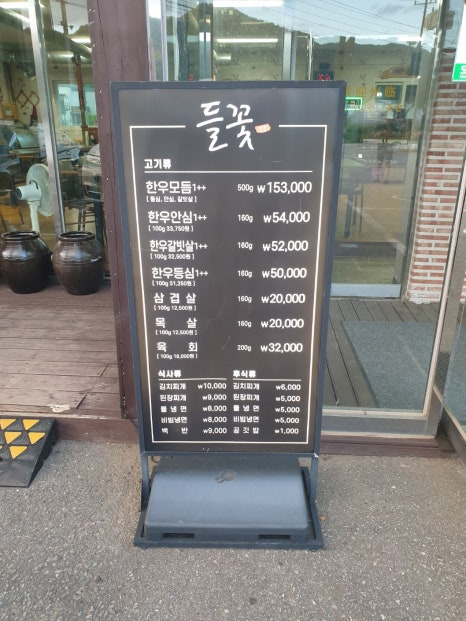 들꽃
고기류
한우모듬1++ 500g ₩153,000
[ 등심, 안심, 갈빗살 ]
한우안심1++ 160g ₩54,000
[ 100g 33,750원 ]
한우갈빗살1++ 160g ₩52,000
[ 100g 32,500원 ]
한우등심1++ 160g ₩50,000
[ 100g 31,250원 ]
삼겹살 160g ₩20,000
[ 100g 12,500원 ]
목살 160g ₩20,000
[ 100g 12,500원 ]
육회 200g ₩32,000
[ 100g 16,000원 ]
식사류
김치찌개 ₩10,000
된장찌개 ₩9,000
물냉면 ₩8,000
비빔냉면 ₩8,000
백반 ₩9,000
후식류
김치찌개 ₩6,000
된장찌개 ₩5,000
물냉면 ₩5,000
비빔냉면 ₩5,000
공깃밥 ₩1,000